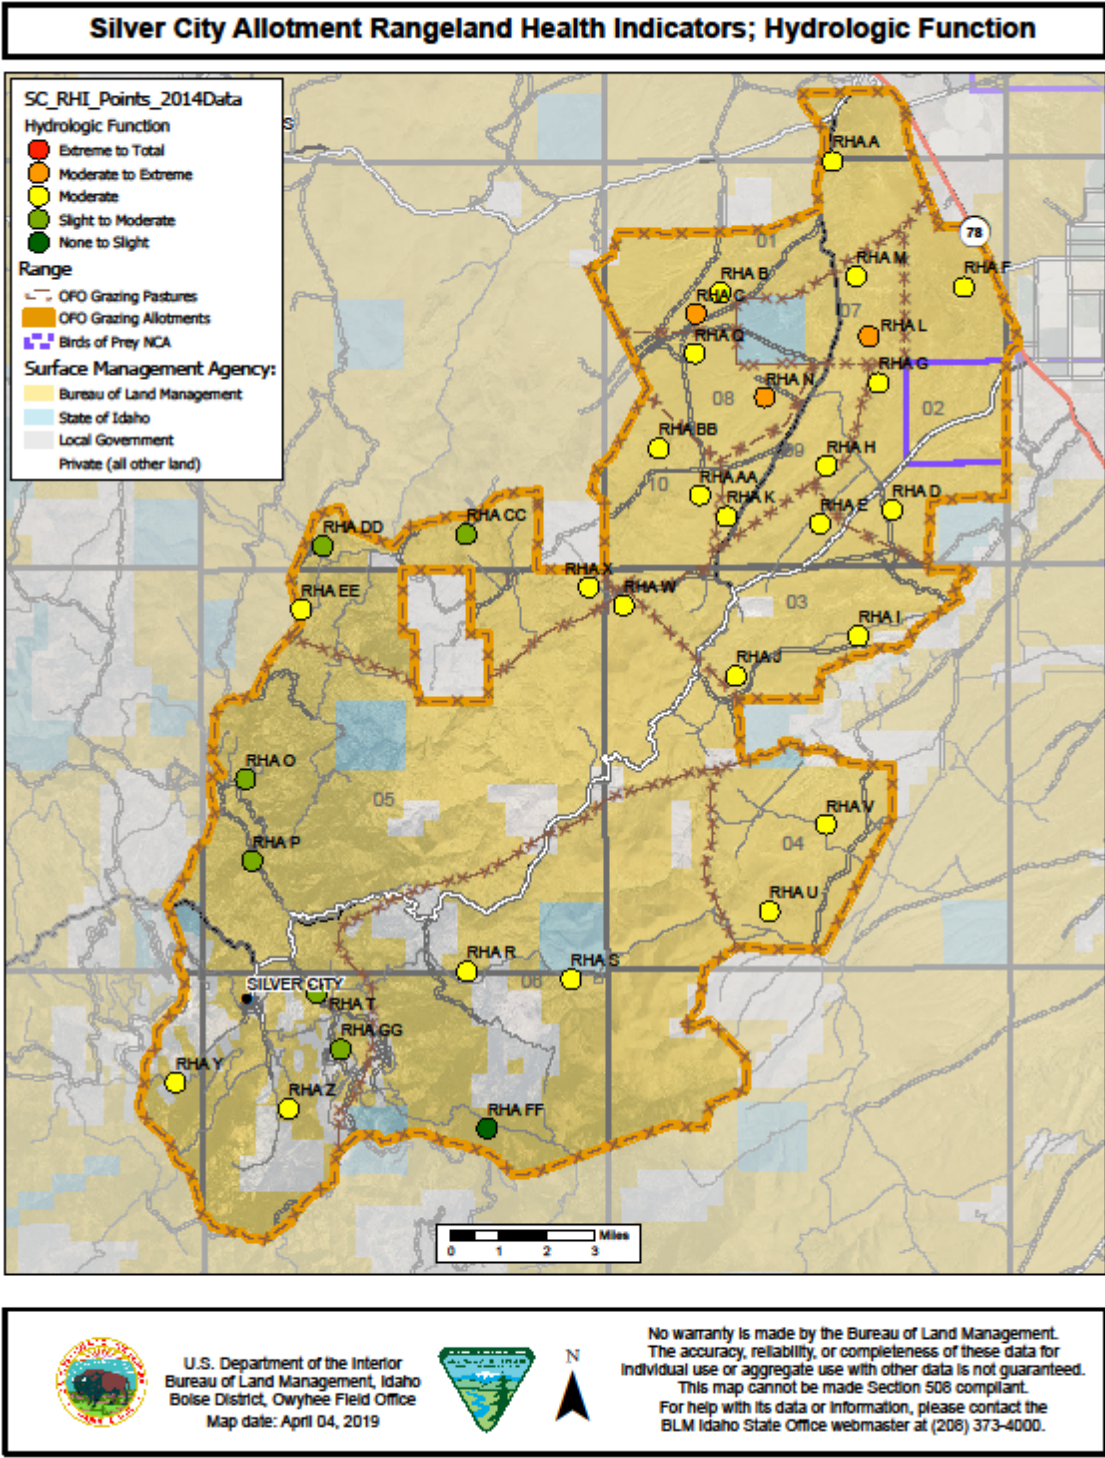 Silver City Allotment Rangeland Health Indicators; Hydrologic Function
SC_RHI_Points_2014Data
Hydrologic Function
Extreme to Total
Moderate to Extreme
Moderate
Slight to Moderate
None to Slight
Range
OFO Grazing Pastures
OFO Grazing Allotments
Birds of Prey NCA
Surface Management Agency:
Bureau of Land Management
State of Idaho
Local Government
Private (all other land)
S
RHA A
78
01
RHA M
RHA F
RHA B
RHA C
07
RHA L
RHA Q
RHA G
RHA N
08
02
RHA BB
09
RHA H
10
RHA AA
RHA K
RHA E
RHA D
RHA DD
RHA CC
RHA X
RHA W
RHA EE
03
RHA I
RHA J
RHA O
05
RHA V
RHA P
04
RHA U
RHA R
RHA S
06
SILVER CITY
RHA T
RHA GG
RHA Y
RHA Z
RHA FF
Miles
0 1 2 3
U.S. Department of the Interior
Bureau of Land Management, Idaho
Boise District, Owyhee Field Office
Map date: April 04, 2019
N
No warranty is made by the Bureau of Land Management.
The accuracy, reliability, or completeness of these data for
individual use or aggregate use with other data is not guaranteed.
This map cannot be made Section 508 compliant.
For help with its data or information, please contact the
BLM Idaho State Office webmaster at (208) 373-4000.